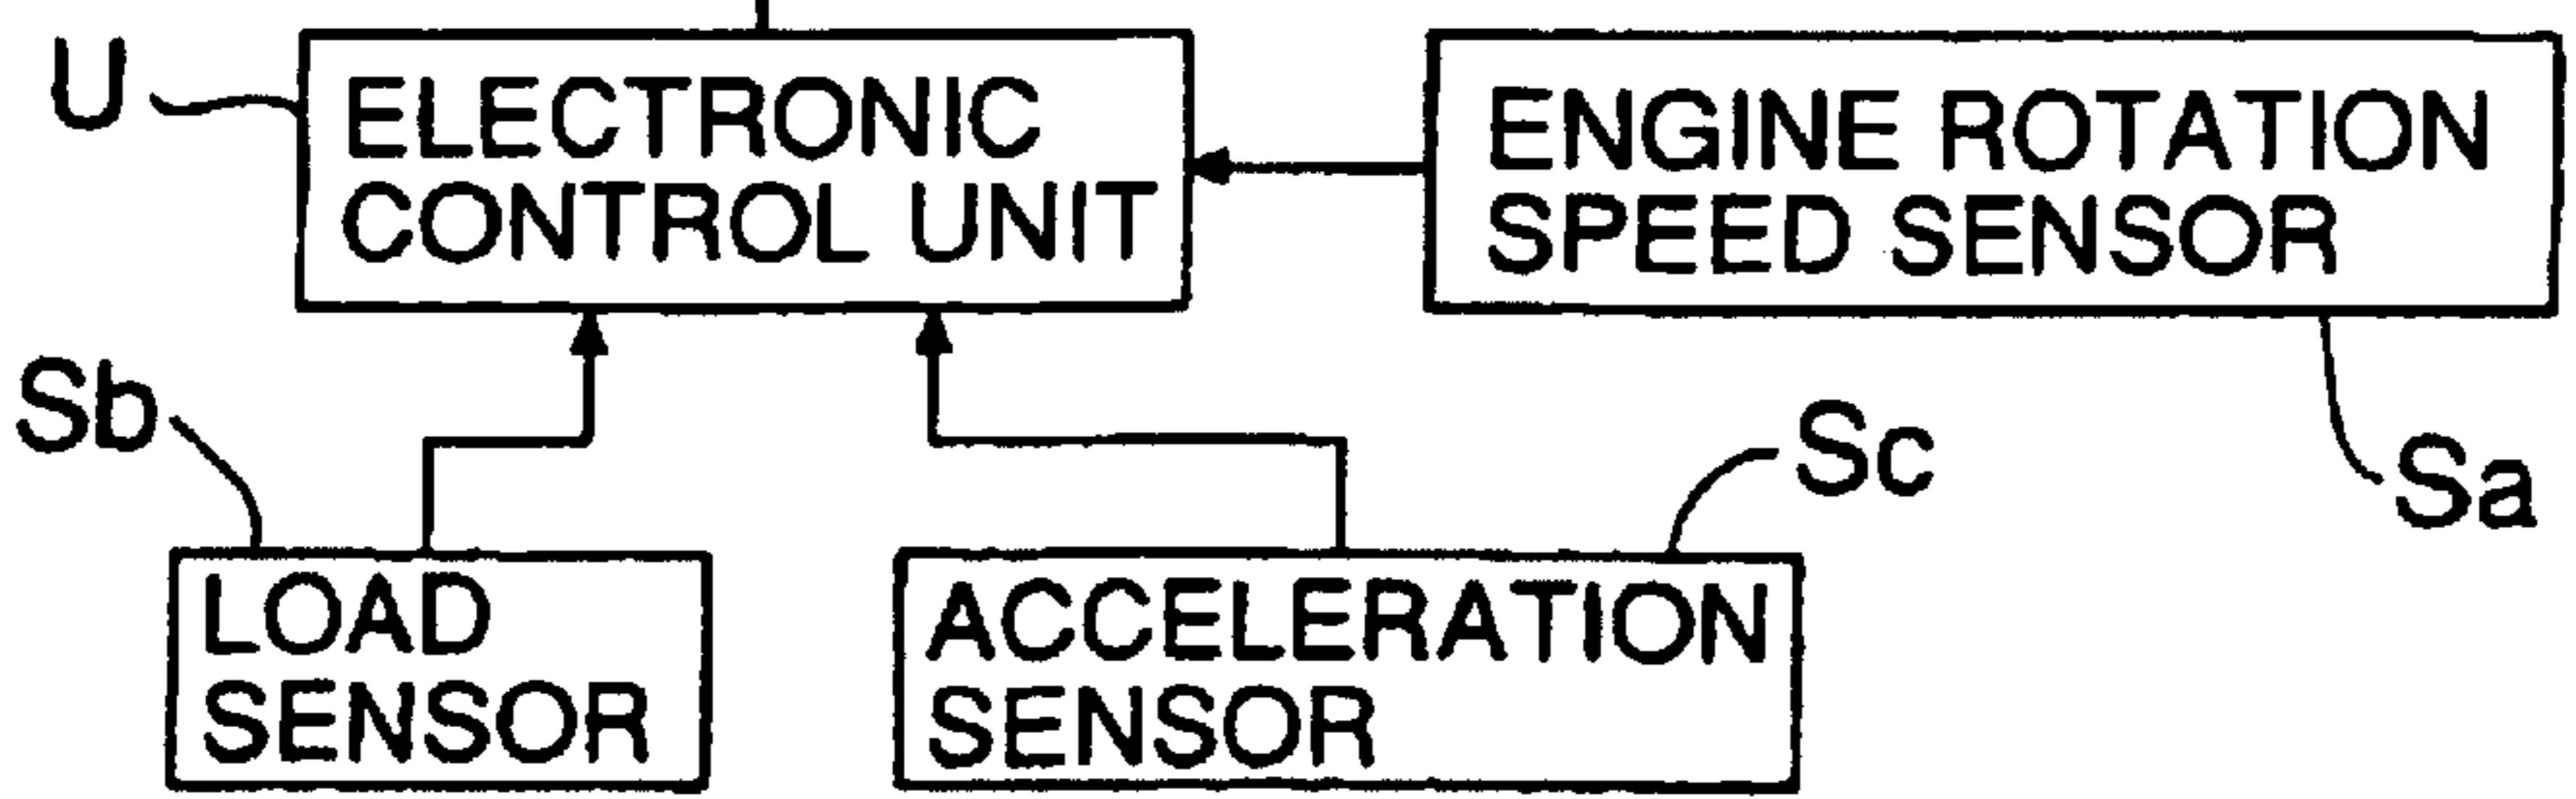 U
ELECTRONIC
CONTROL UNIT
ENGINE ROTATION
SPEED SENSOR
Sb
Sc
Sa
LOAD
SENSOR
ACCELERATION
SENSOR